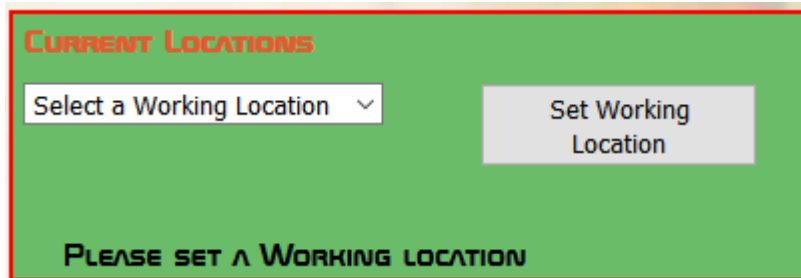 Current Locations
Select a Working Location
Set Working
Location
Please set a Working location